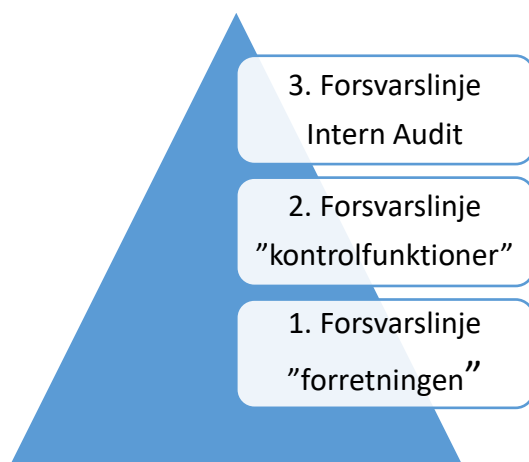 3. Forsvarslinje
Intern Audit
2. Forsvarslinje
”kontrolfunktioner”
1. Forsvarslinje
”forretningen”